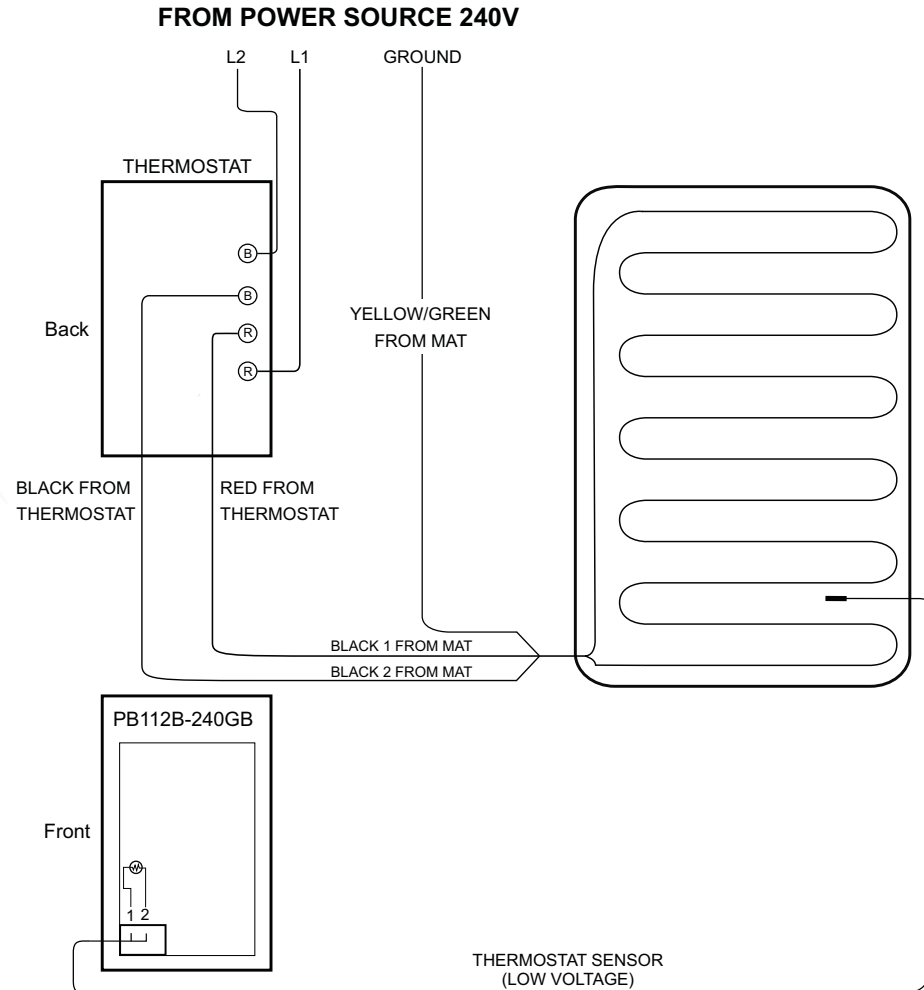 FROM POWER SOURCE 240V
L2 L1 GROUND
THERMOSTAT
B
B
R
R
Back
YELLOW/GREEN
FROM MAT
BLACK FROM
THERMOSTAT
RED FROM
THERMOSTAT
BLACK 1 FROM MAT
BLACK 2 FROM MAT
PB112B-240GB
Front
1 2
THERMOSTAT SENSOR
(LOW VOLTAGE)